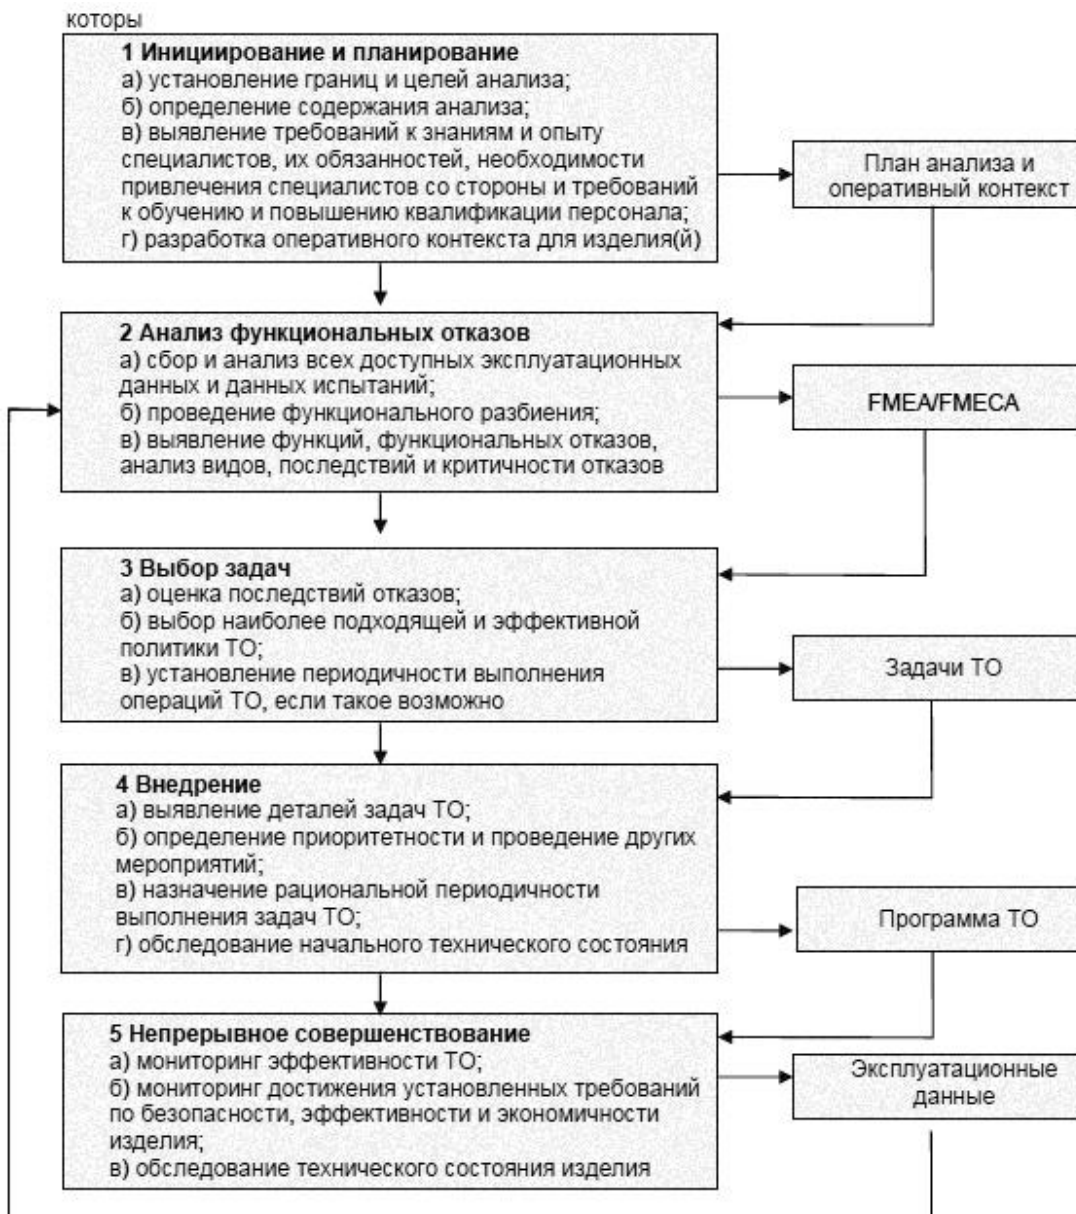 которы
1 Инициирование и планирование
а) установление границ и целей анализа;
б) определение содержания анализа;
в) выявление требований к знаниям и опыту
специалистов, их обязанностей, необходимости
привлечения специалистов со стороны и требований
к обучению и повышению квалификации персонала;
г) разработка оперативного контекста для изделия(й)
План анализа и
оперативный контекст
2 Анализ функциональных отказов
а) сбор и анализ всех доступных эксплуатационных
данных и данных испытаний;
б) проведение функционального разбиения;
в) выявление функций, функциональных отказов,
анализ видов, последствий и критичности отказов
FMEA/FMECA
3 Выбор задач
а) оценка последствий отказов;
б) выбор наиболее подходящей и эффективной
политики ТО;
в) установление периодичности выполнения
операций ТО, если такое возможно
Задачи ТО
4 Внедрение
а) выявление деталей задач ТО;
б) определение приоритетности и проведение других
мероприятий;
в) назначение рациональной периодичности
выполнения задач ТО;
г) обследование начального технического состояния
Программа ТО
5 Непрерывное совершенствование
а) мониторинг эффективности ТО;
б) мониторинг достижения установленных требований
по безопасности, эффективности и экономичности
изделия;
в) обследование технического состояния изделия
Эксплуатационные
данные